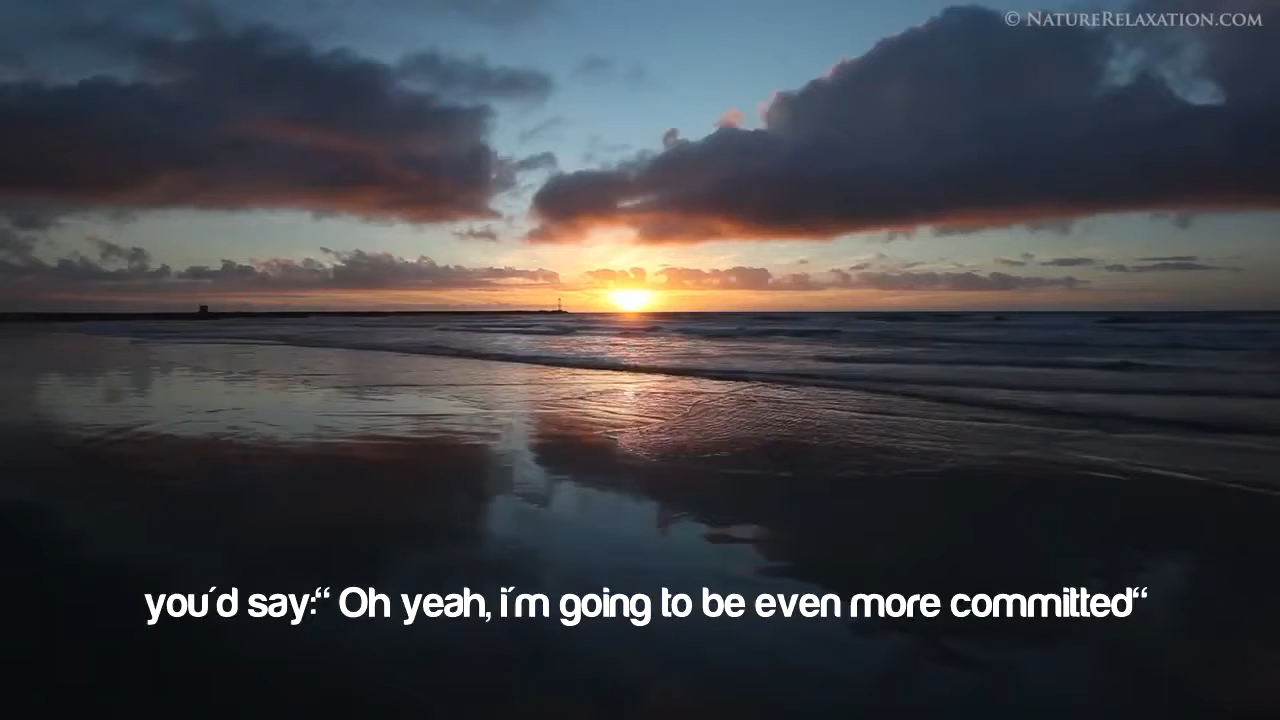 © NatureRelaxation.com
you´d say:“ Oh yeah, i´m going to be even more committed“